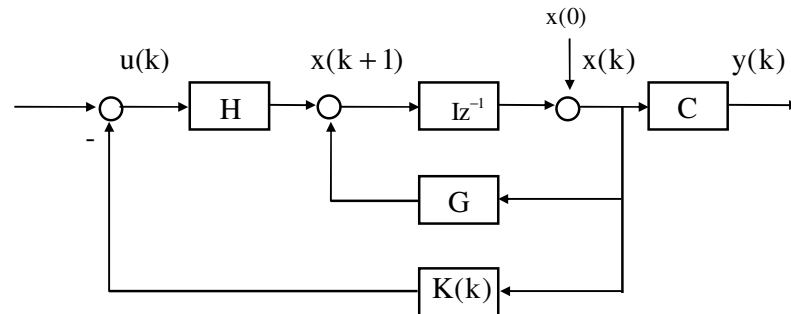 x(0)
u(k)
x(k + 1)
x(k)
y(k)
H
Iz⁻¹
C
-
G
K(k)